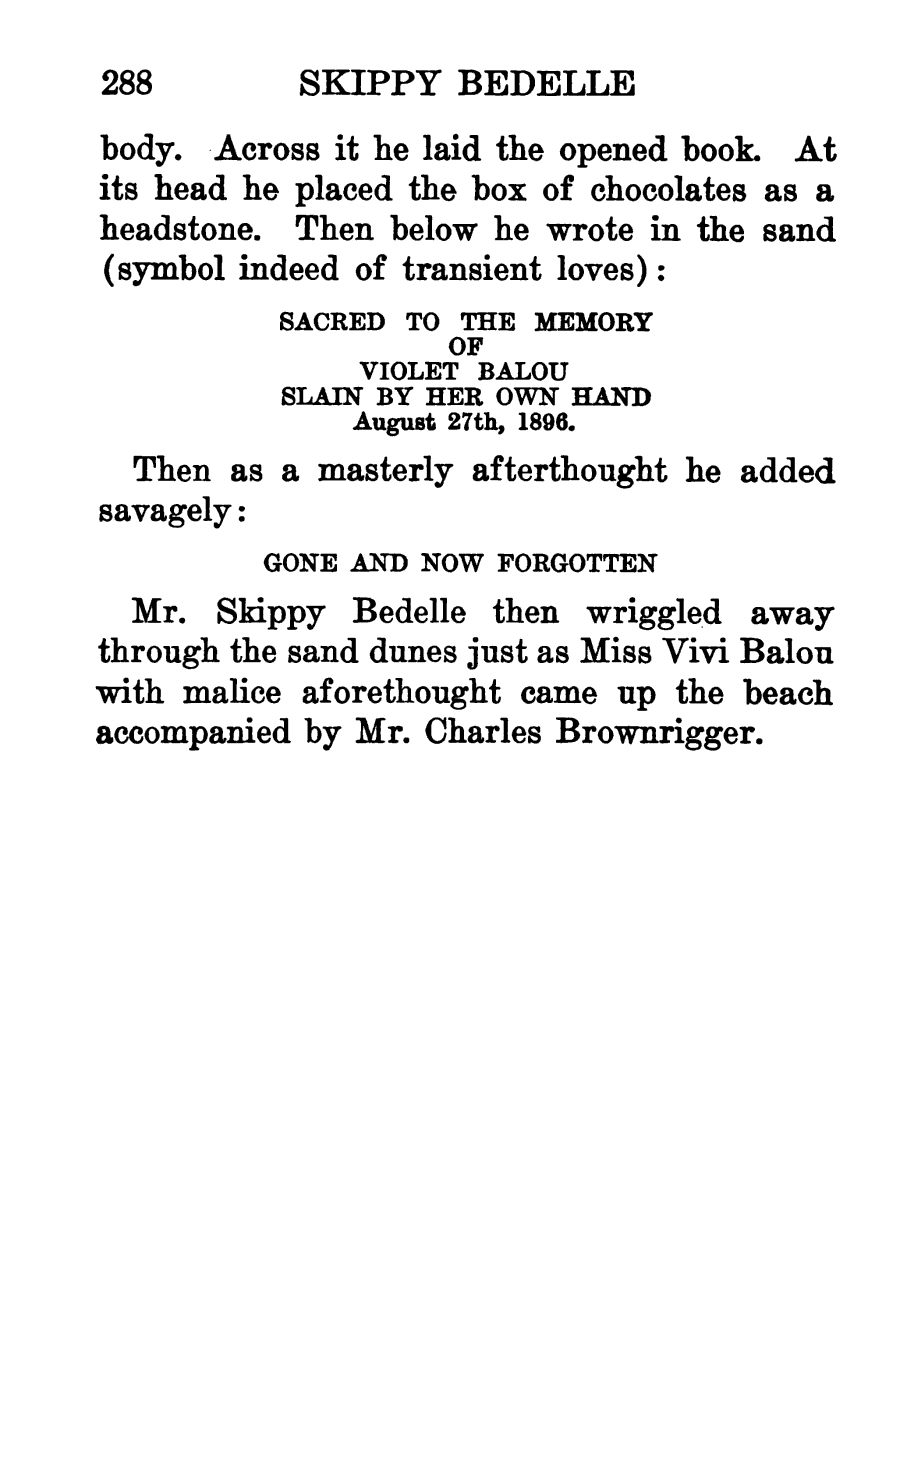 288 SKIPPY BEDELLE
body. Across it he laid the opened book. At
its head he placed the box of chocolates as a
headstone. Then below he wrote in the sand
(symbol indeed of transient loves):
SACRED TO THE MEMORY
OF
VIOLET BALOU
SLAIN BY HER OWN HAND
August 27th, 1896.
Then as a masterly afterthought he added
savagely:
GONE AND NOW FORGOTTEN
Mr. Skippy Bedelle then wriggled away
through the sand dunes just as Miss Vivi Balou
with malice aforethought came up the beach
accompanied by Mr. Charles Brownrigger.